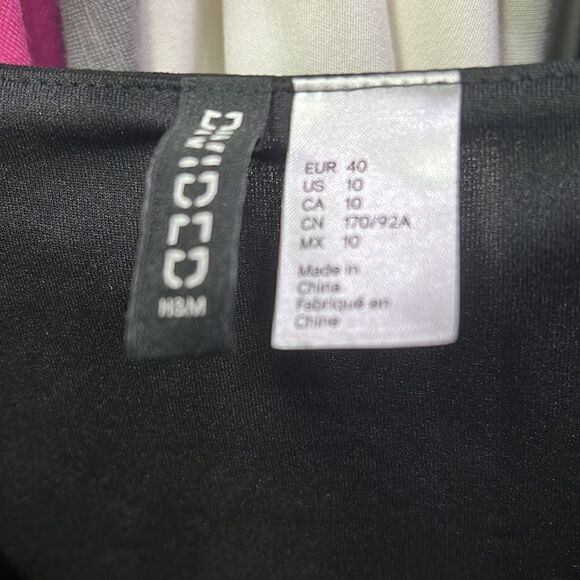 DIVIDED
H&M
EUR 40
US 10
CA 10
CN 170/92A
MX 10
Made in
China
Fabriqué en
Chine